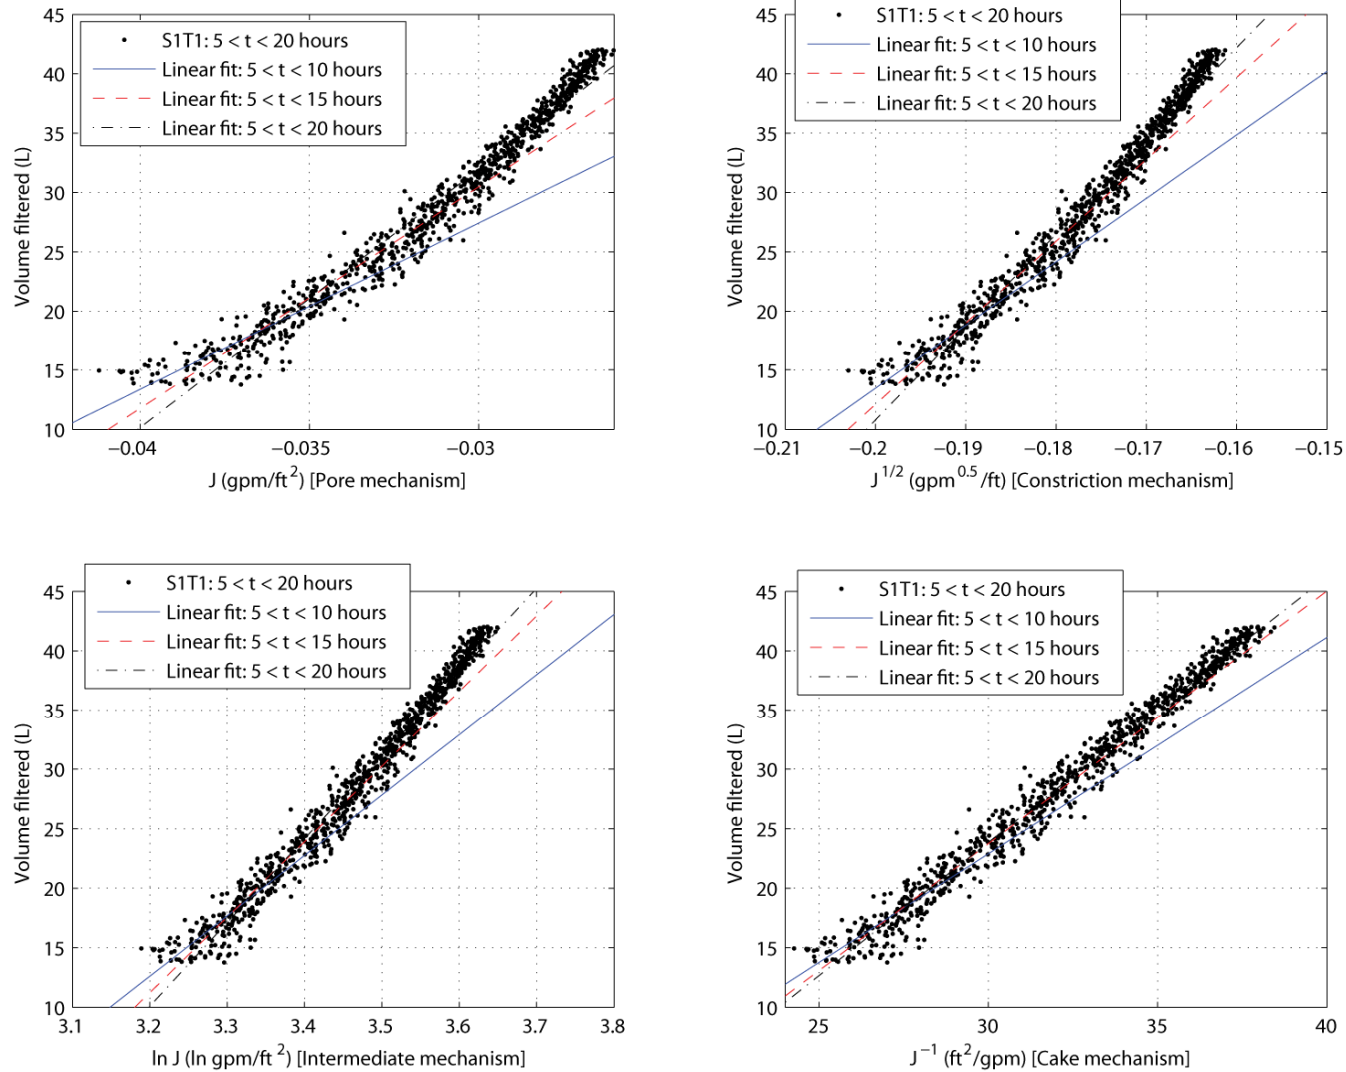 45
40
35
30
25
20
15
10
Volume filtered (L)
S1T1: 5 < t < 20 hours
Linear fit: 5 < t < 10 hours
Linear fit: 5 < t < 15 hours
Linear fit: 5 < t < 20 hours
−0.04 −0.035 −0.03
J (gpm/ft²) [Pore mechanism]
45
40
35
30
25
20
15
10
Volume filtered (L)
S1T1: 5 < t < 20 hours
Linear fit: 5 < t < 10 hours
Linear fit: 5 < t < 15 hours
Linear fit: 5 < t < 20 hours
−0.21 −0.2 −0.19 −0.18 −0.17 −0.16 −0.15
J^1/2 (gpm^0.5/ft) [Constriction mechanism]
45
40
35
30
25
20
15
10
Volume filtered (L)
S1T1: 5 < t < 20 hours
Linear fit: 5 < t < 10 hours
Linear fit: 5 < t < 15 hours
Linear fit: 5 < t < 20 hours
3.1 3.2 3.3 3.4 3.5 3.6 3.7 3.8
ln J (ln gpm/ft²) [Intermediate mechanism]
45
40
35
30
25
20
15
10
Volume filtered (L)
S1T1: 5 < t < 20 hours
Linear fit: 5 < t < 10 hours
Linear fit: 5 < t < 15 hours
Linear fit: 5 < t < 20 hours
25 30 35 40
J⁻¹ (ft²/gpm) [Cake mechanism]